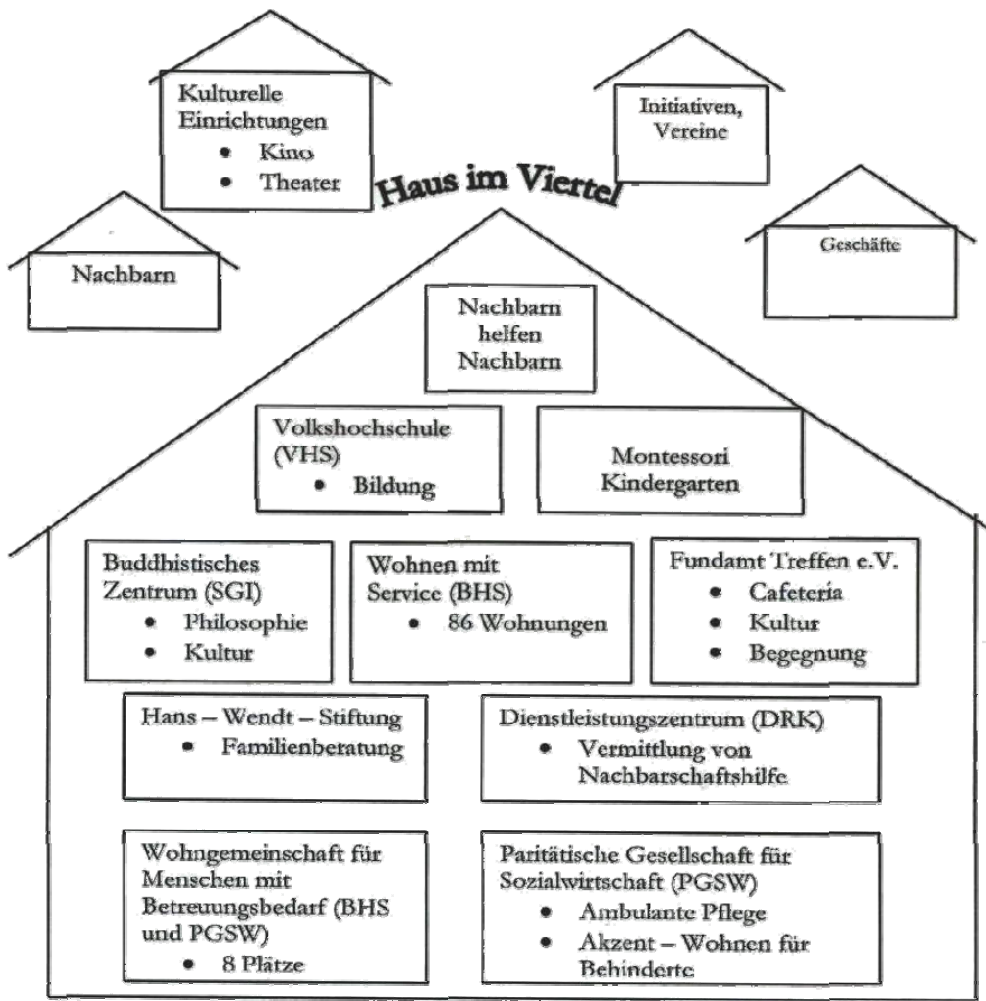 Kulturelle
Einrichtungen
• Kino
• Theater
Initiativen,
Vereine
Haus im Viertel
Nachbarn
Geschäfte
Nachbarn
helfen
Nachbarn
Volkshochschule
(VHS)
• Bildung
Montessori
Kindergarten
Buddhistisches
Zentrum (SGI)
• Philosophie
• Kultur
Wohnen mit
Service (BHS)
• 86 Wohnungen
Fundamt Treffen e.V.
• Cafeteria
• Kultur
• Begegnung
Hans – Wendt – Stiftung
• Familienberatung
Dienstleistungszentrum (DRK)
• Vermittlung von
Nachbarschaftshilfe
Wohngemeinschaft für
Menschen mit
Betreuungsbedarf (BHS
und PGSW)
• 8 Plätze
Paritätische Gesellschaft für
Sozialwirtschaft (PGSW)
• Ambulante Pflege
• Akzent – Wohnen für
Behinderte